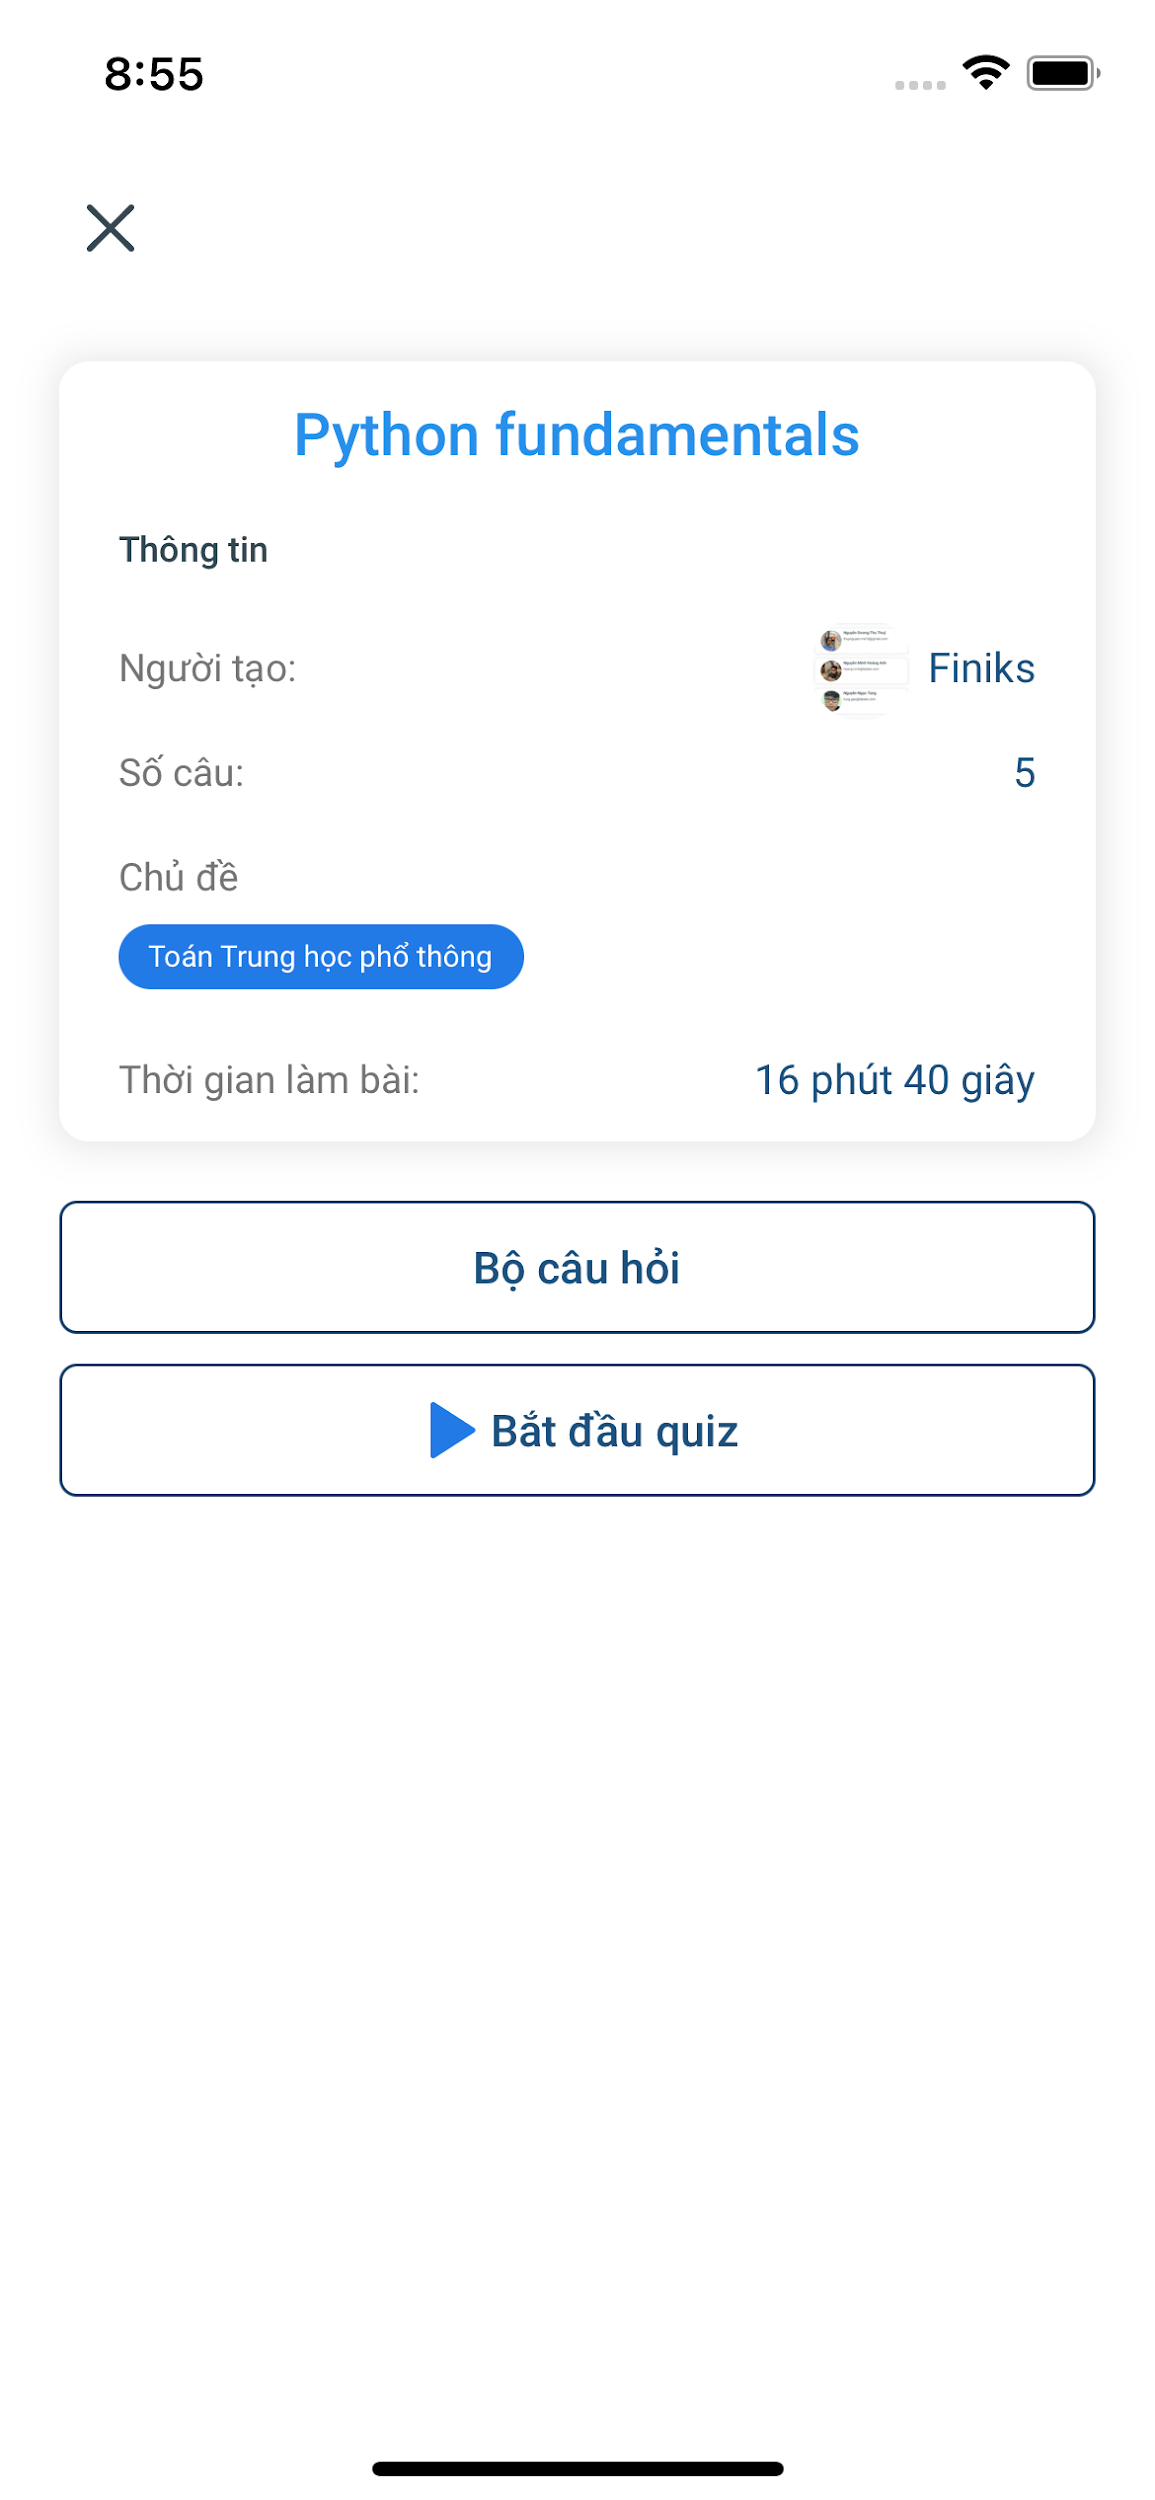 8:55
Python fundamentals
Thông tin
Người tạo:
Finiks
Số câu:
5
Chủ đề
Toán Trung học phổ thông
Thời gian làm bài:
16 phút 40 giây
Bộ câu hỏi
Bắt đầu quiz